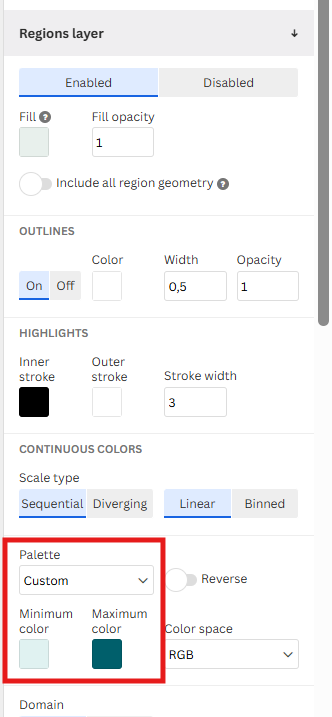 Regions layer
Enabled Disabled
Fill ? Fill opacity
1
Include all region geometry ?
OUTLINES
Color Width Opacity
On Off 0,5 1
HIGHLIGHTS
Inner stroke Outer stroke Stroke width
3
CONTINUOUS COLORS
Scale type
Sequential Diverging Linear Binned
Palette
Custom Reverse
Minimum color Maximum color Color space
RGB
Domain